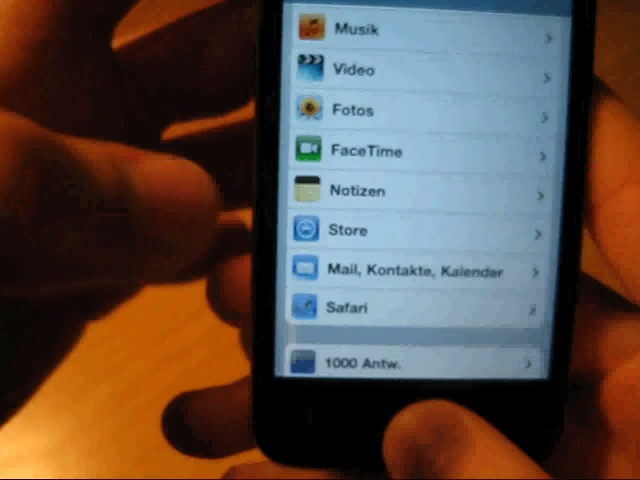 Musik
Video
Fotos
FaceTime
Notizen
Store
Mail, Kontakte, Kalender
Safari
1000 Antw.